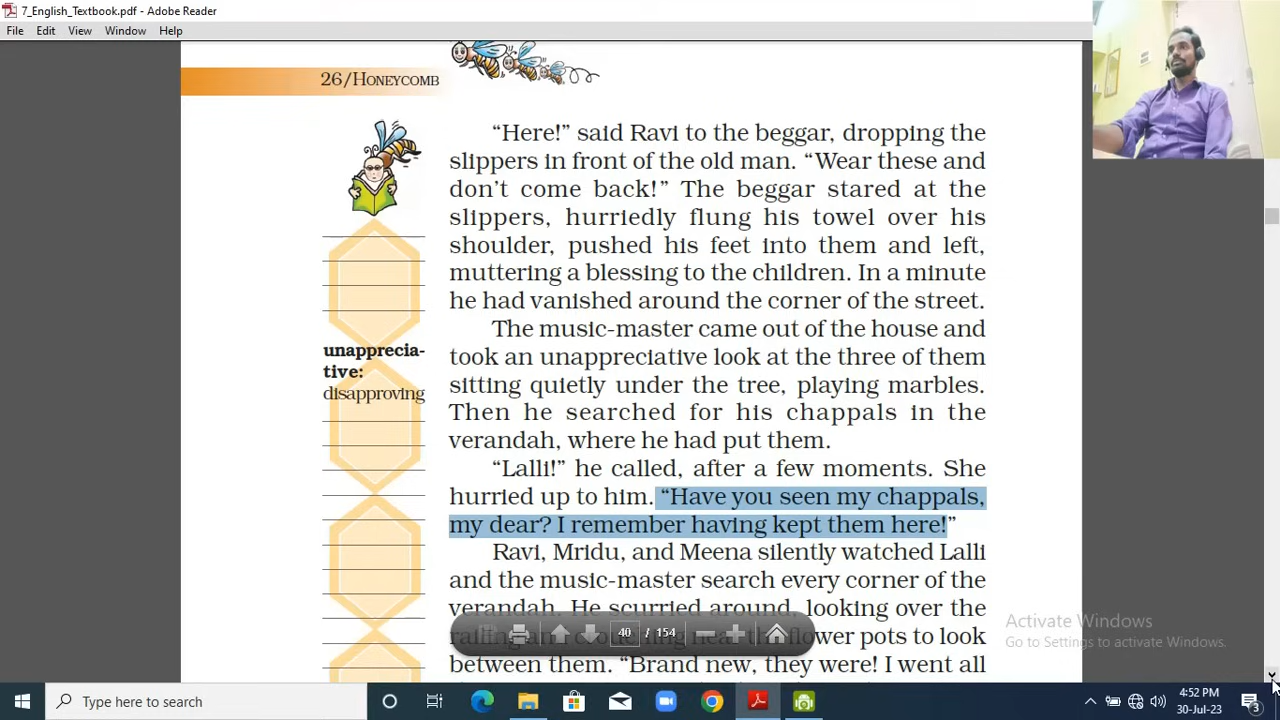 7_English_Textbook.pdf - Adobe Reader
File Edit View Window Help
26/HONEYCOMB
“Here!” said Ravi to the beggar, dropping the
slippers in front of the old man. “Wear these and
don’t come back!” The beggar stared at the
slippers, hurriedly flung his towel over his
shoulder, pushed his feet into them and left,
muttering a blessing to the children. In a minute
he had vanished around the corner of the street.
The music-master came out of the house and
took an unappreciative look at the three of them
sitting quietly under the tree, playing marbles.
Then he searched for his chappals in the
verandah, where he had put them.
unapprecia-
tive:
disapproving
“Lalli!” he called, after a few moments. She
hurried up to him. “Have you seen my chappals,
my dear? I remember having kept them here!”
Ravi, Mridu, and Meena silently watched Lalli
and the music-master search every corner of the
verandah. He scurried around, looking over the
flower pots to look
between them. “Brand new, they were! I went all
40 / 154
Activate Windows
Go to Settings to activate Windows.
Type here to search
4:52 PM
30-Jul-23
3